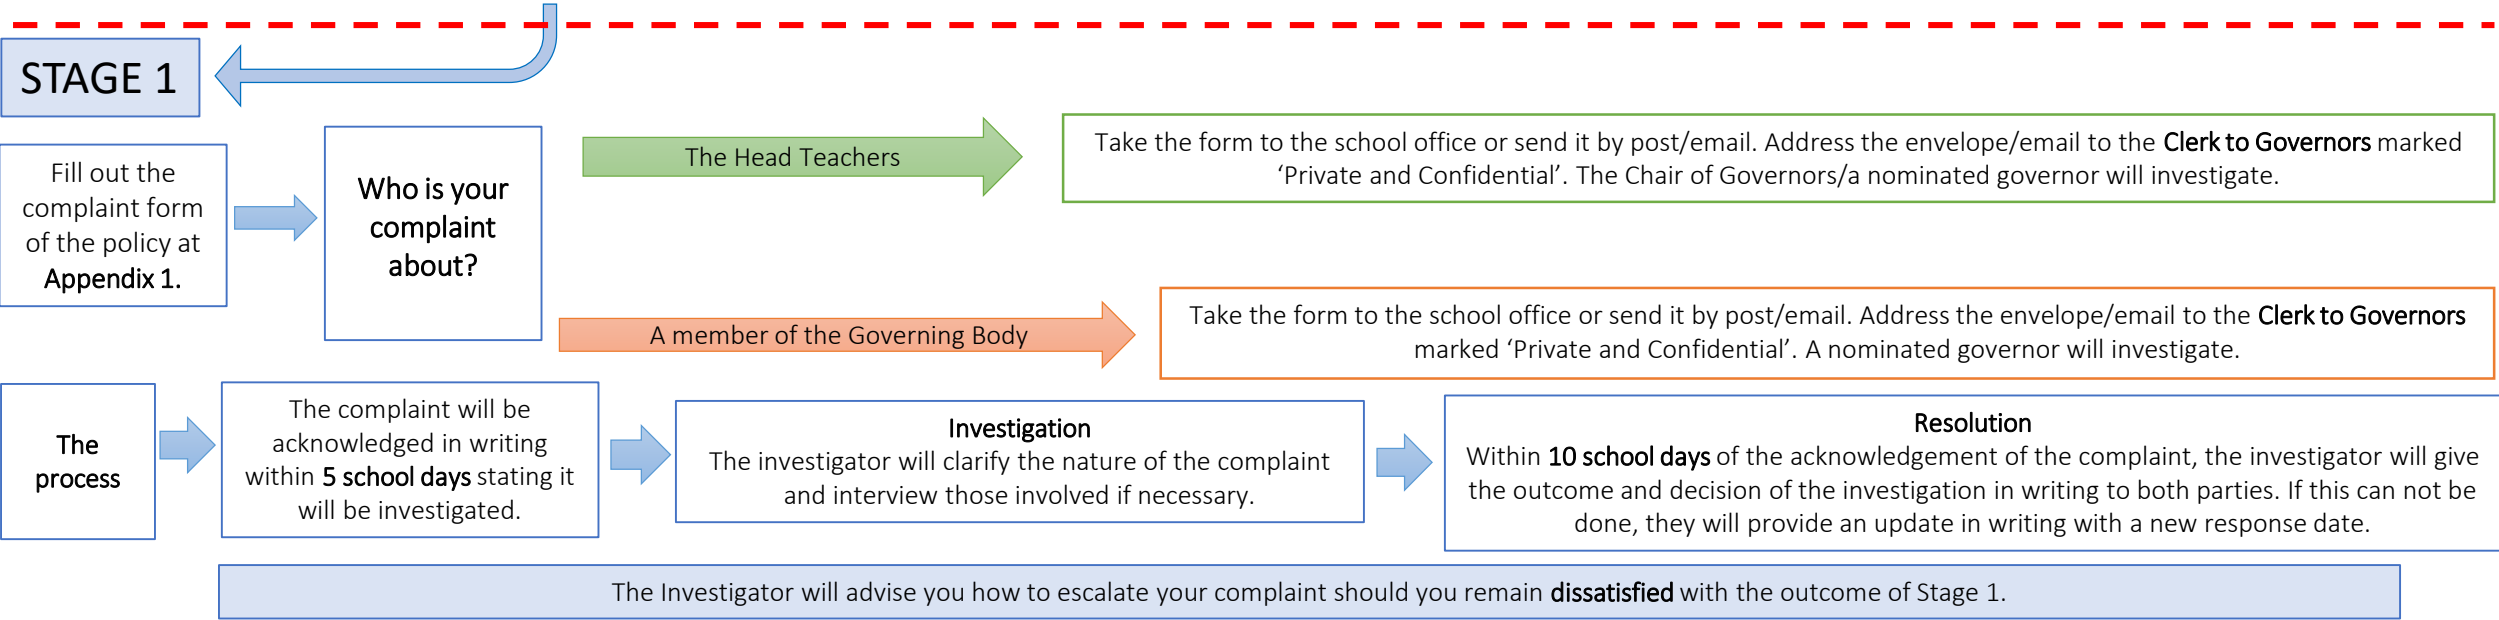 STAGE 1
Fill out the
complaint form
of the policy at
Appendix 1.
Who is your
complaint
about?
The Head Teachers
Take the form to the school office or send it by post/email. Address the envelope/email to the Clerk to Governors marked
‘Private and Confidential’. The Chair of Governors/a nominated governor will investigate.
A member of the Governing Body
Take the form to the school office or send it by post/email. Address the envelope/email to the Clerk to Governors
marked ‘Private and Confidential’. A nominated governor will investigate.
The
process
The complaint will be
acknowledged in writing
within 5 school days stating it
will be investigated.
Investigation
The investigator will clarify the nature of the complaint
and interview those involved if necessary.
Resolution
Within 10 school days of the acknowledgement of the complaint, the investigator will give
the outcome and decision of the investigation in writing to both parties. If this can not be
done, they will provide an update in writing with a new response date.
The Investigator will advise you how to escalate your complaint should you remain dissatisfied with the outcome of Stage 1.